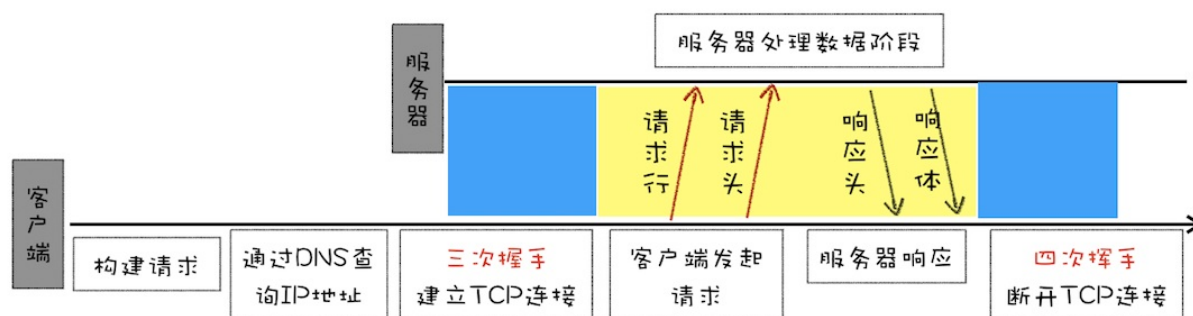 服务器处理数据阶段
服务器
请求行
请求头
响应头
响应体
客户端
构建请求
通过DNS查
询IP地址
三次握手
建立TCP连接
客户端发起
请求
服务器响应
四次挥手
断开TCP连接